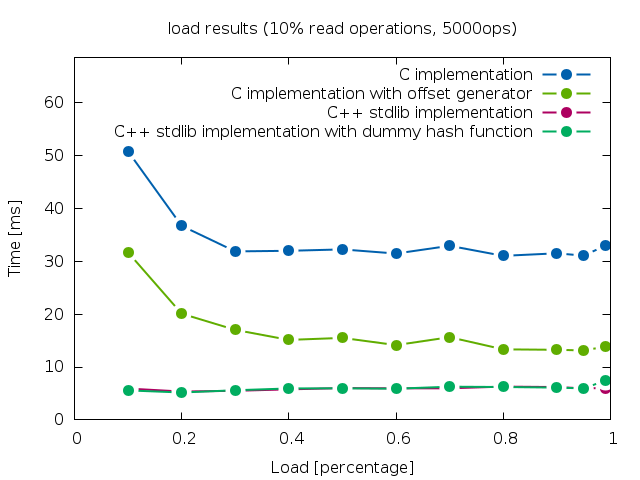 load results (10% read operations, 5000ops)
C implementation
C implementation with offset generator
C++ stdlib implementation
C++ stdlib implementation with dummy hash function
60
50
40
30
20
10
0
Time [ms]
0 0.2 0.4 0.6 0.8 1
Load [percentage]